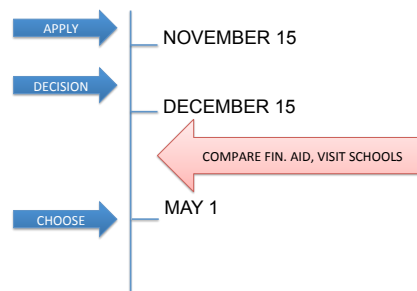 APPLY
NOVEMBER 15
DECISION
DECEMBER 15
COMPARE FIN. AID, VISIT SCHOOLS
MAY 1
CHOOSE